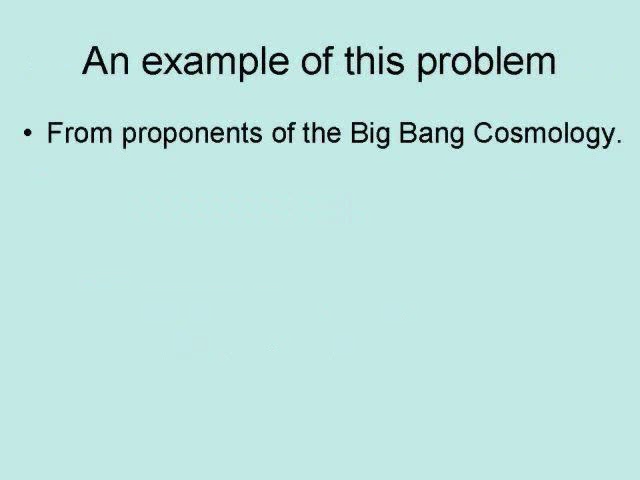 An example of this problem
• From proponents of the Big Bang Cosmology.